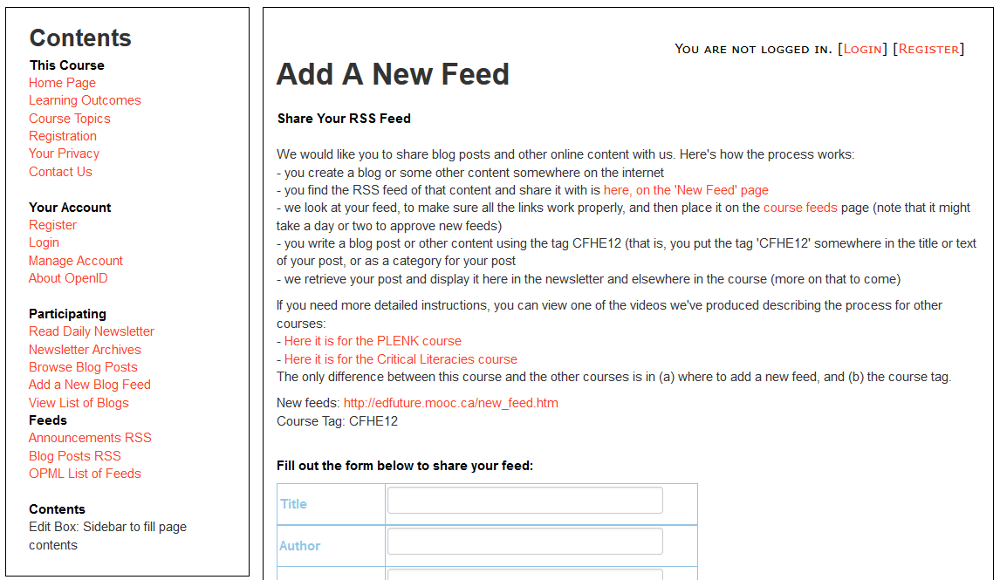 Contents
This Course
Home Page
Learning Outcomes
Course Topics
Registration
Your Privacy
Contact Us
Your Account
Register
Login
Manage Account
About OpenID
Participating
Read Daily Newsletter
Newsletter Archives
Browse Blog Posts
Add a New Blog Feed
View List of Blogs
Feeds
Announcements RSS
Blog Posts RSS
OPML List of Feeds
Contents
Edit Box: Sidebar to fill page
contents
You are not logged in. [Login] [Register]
Add A New Feed
Share Your RSS Feed
We would like you to share blog posts and other online content with us. Here's how the process works:
- you create a blog or some other content somewhere on the internet
- you find the RSS feed of that content and share it with is here, on the 'New Feed' page
- we look at your feed, to make sure all the links work properly, and then place it on the course feeds page (note that it might
take a day or two to approve new feeds)
- you write a blog post or other content using the tag CFHE12 (that is, you put the tag 'CFHE12' somewhere in the title or text
of your post, or as a category for your post
- we retrieve your post and display it here in the newsletter and elsewhere in the course (more on that to come)
If you need more detailed instructions, you can view one of the videos we've produced describing the process for other
courses:
- Here it is for the PLENK course
- Here it is for the Critical Literacies course
The only difference between this course and the other courses is in (a) where to add a new feed, and (b) the course tag.
New feeds: http://edfuture.mooc.ca/new_feed.htm
Course Tag: CFHE12
Fill out the form below to share your feed:
Title
Author